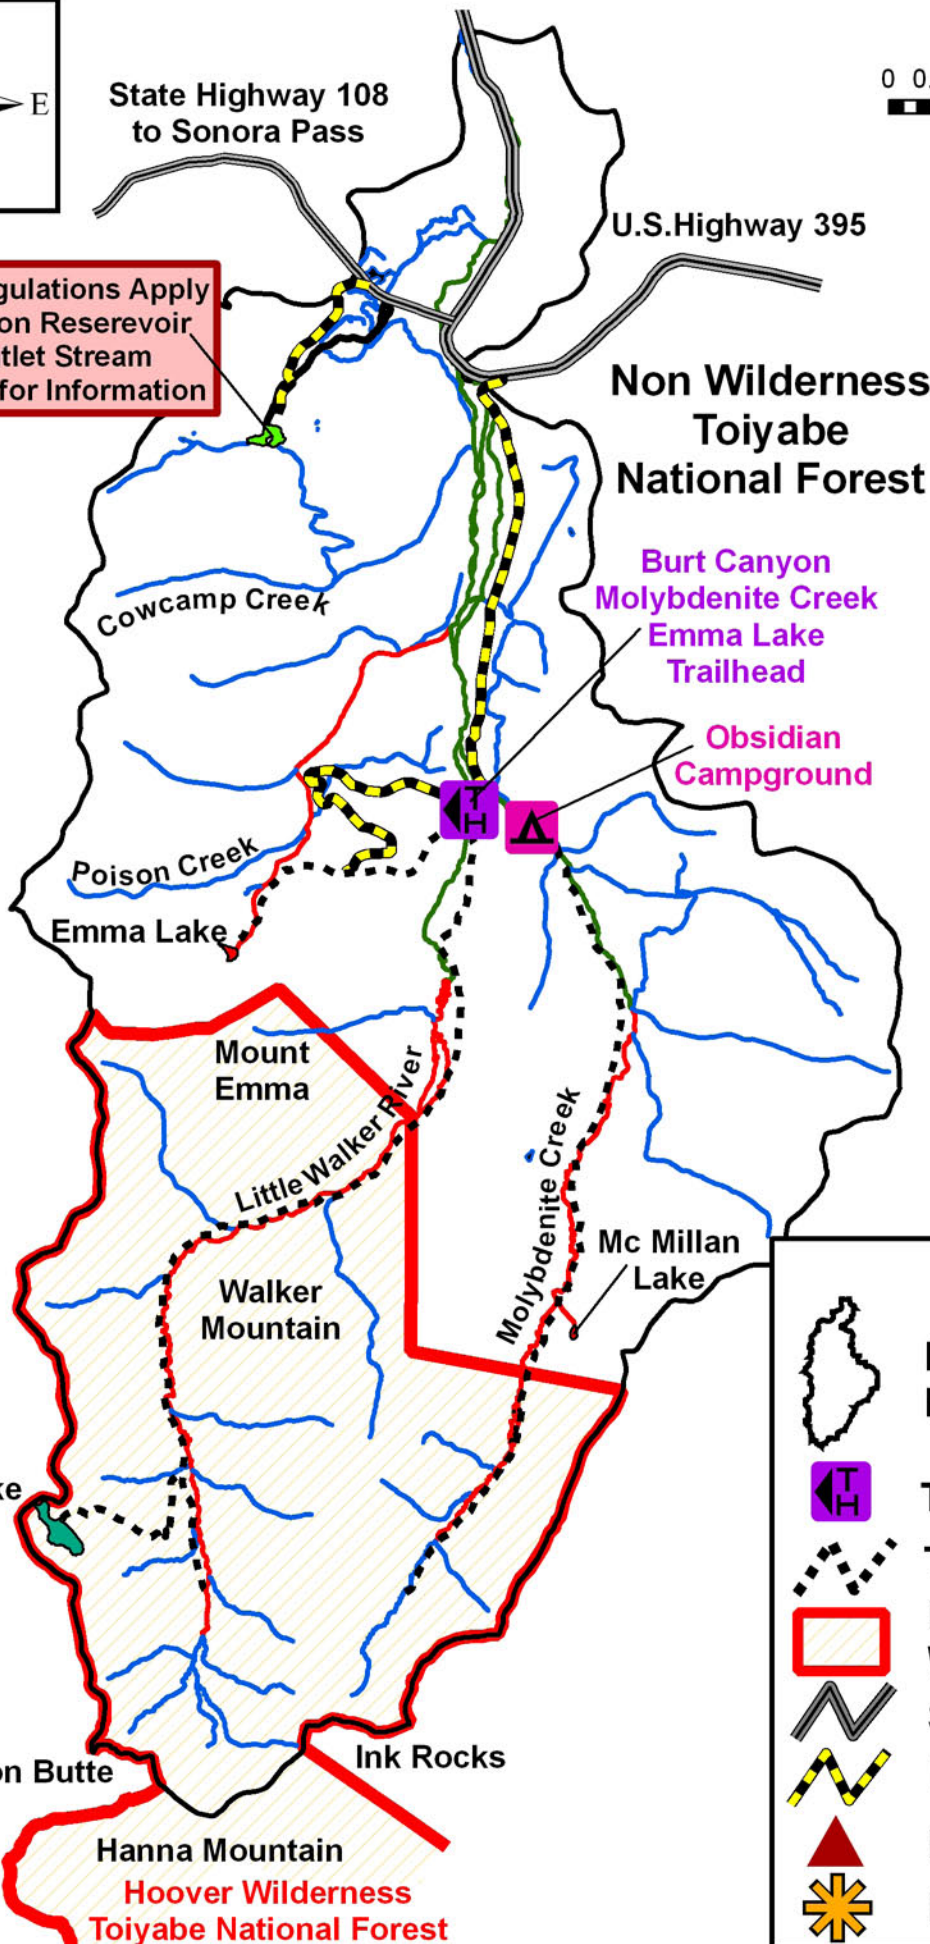 E
0 0.
State Highway 108
to Sonora Pass
U.S.Highway 395
gulations Apply
on Reserevoir
tlet Stream
for Information
Non Wilderness
Toiyabe
National Forest
Burt Canyon
Molybdenite Creek
Emma Lake
Trailhead
Cowcamp Creek
Obsidian
Campground
T
H
Poison Creek
Emma Lake
Mount
Emma
Little Walker River
Molybdenite Creek
Mc Millan
Lake
Walker
Mountain
ke
T
H
on Butte
Ink Rocks
Hanna Mountain
Hoover Wilderness
Toiyabe National Forest